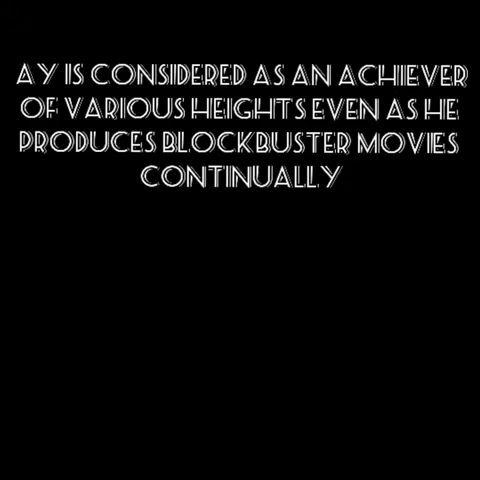 AY IS CONSIDERED AS AN ACHIEVER
OF VARIOUS HEIGHTS EVEN AS HE
PRODUCES BLOCKBUSTER MOVIES
CONTINUALLY